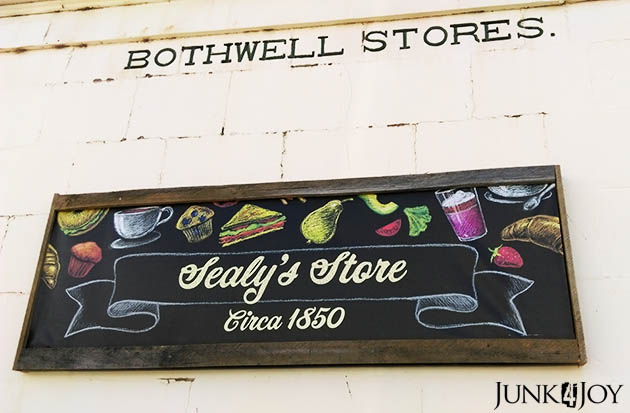 BOTHWELL STORES.
Sealy's Store
Circa 1850
JUNK4JOY